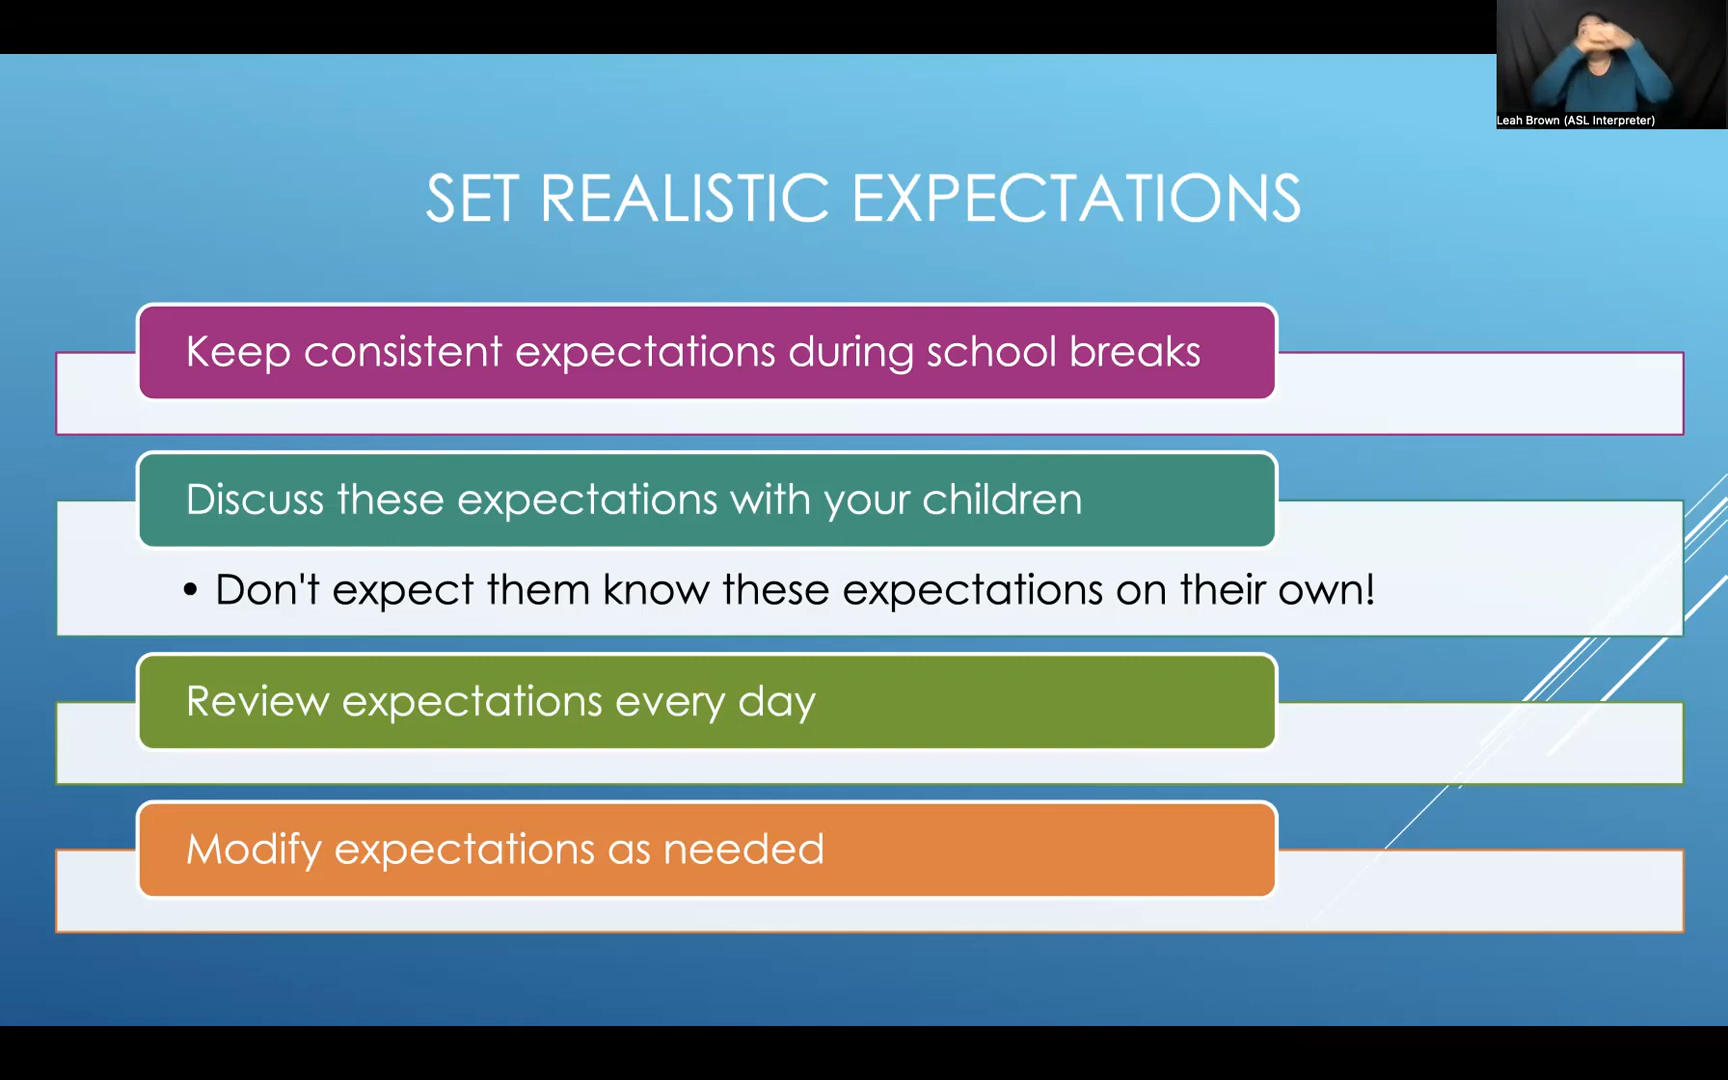 Leah Brown (ASL Interpreter)
SET REALISTIC EXPECTATIONS
Keep consistent expectations during school breaks
Discuss these expectations with your children
• Don't expect them know these expectations on their own!
Review expectations every day
Modify expectations as needed